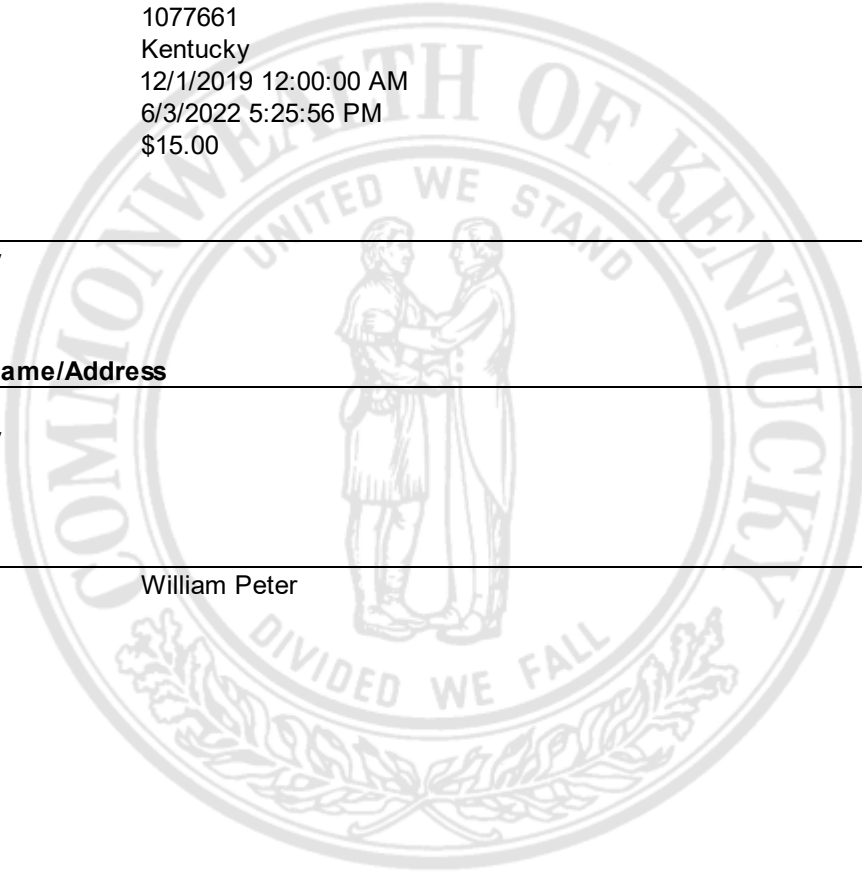 1077661
Kentucky
12/1/2019 12:00:00 AM
6/3/2022 5:25:56 PM
$15.00
COMMONWEALTH OF KENTUCKY
UNITED WE STAND
ame/Address
William Peter
DIVIDED WE FALL